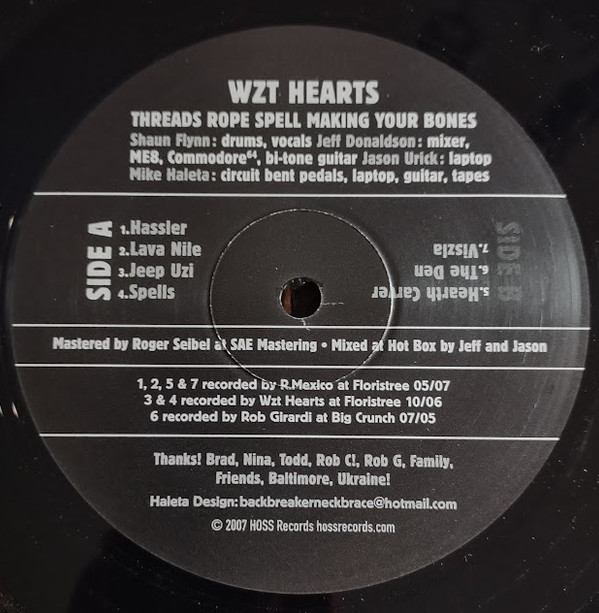 WZT HEARTS
THREADS ROPE SPELL MAKING YOUR BONES
Shaun Flynn: drums, vocals Jeff Donaldson: mixer,
ME8, Commodore⁶⁴, bi-tone guitar Jason Urick: laptop
Mike Haleta: circuit bent pedals, laptop, guitar, tapes
SIDE A
1.Hassler
2.Lava Nile
3.Jeep Uzi
4.Spells
SIDE B
5.Hearth Carver
6.The Den
7.Viszla
Mastered by Roger Seibel at SAE Mastering • Mixed at Hot Box by Jeff and Jason
1, 2, 5 & 7 recorded by R.Mexico at Floristree 05/07
3 & 4 recorded by Wzt Hearts at Floristree 10/06
6 recorded by Rob Girardi at Big Crunch 07/05
Thanks! Brad, Nina, Todd, Rob C!, Rob G, Family,
Friends, Baltimore, Ukraine!
Haleta Design:backbreakerneckbrace@hotmail.com
© 2007 HOSS Records hossrecords.com